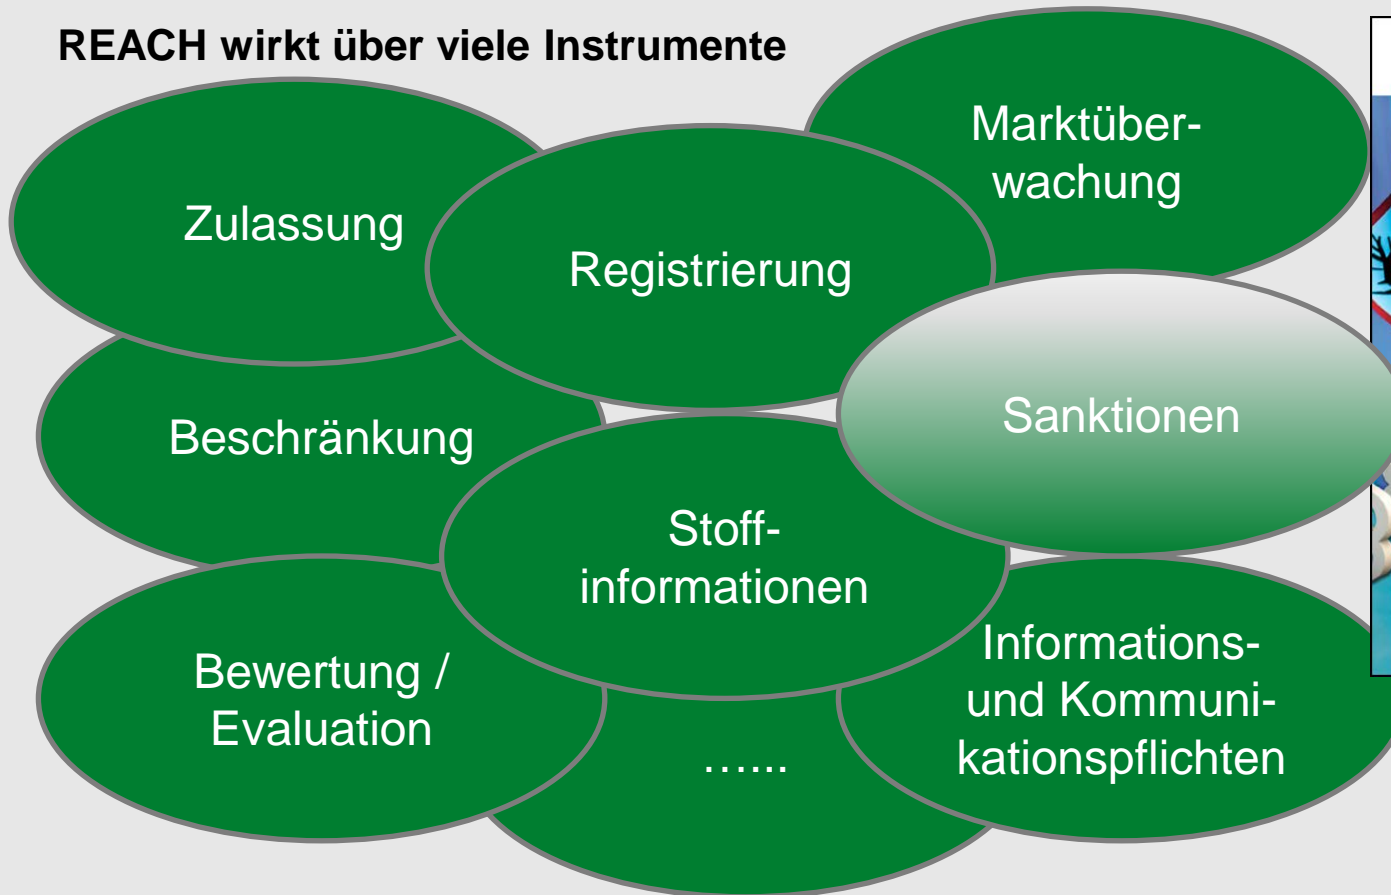 REACH wirkt über viele Instrumente
Marktüber-
wachung
Zulassung
Registrierung
Sanktionen
Beschränkung
Stoff-
informationen
Informations-
und Kommuni-
kationspflichten
Bewertung /
Evaluation
…...